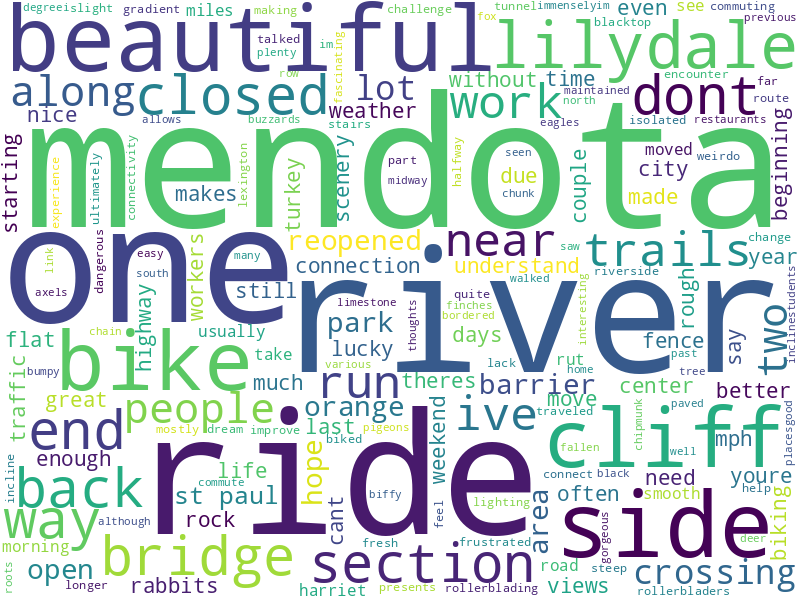 degreeislight gradient miles making challenge tunnel immenselyim even see commuting
beautiful fox blacktop previous
talked plenty im fascinating row lilydale
along closed lot weather without time encounter far
nice allows buzzards stairs work north maintained dont route
starting mendota eagles isolated restaurants beginning
experience ultimately connectivity lexington turkey scenery part midway halfway seen chunk due couple moved city weirdo
makes made
one reopened near trails change year
link dangerous easy workers connection understand saw riverside
south many still river walked interesting rough
axels highway limestone quite finches bordered
chain usually park thoughts fence say two inclinestudents
flat bike various lucky days lack rut past tree
traffic bumpy take theres home paved
great much run barrier center better
people orange ive move traveled chipmunk need
end mostly dream improve last biked pigeons weekend cliff placesgood
enough life hope fallen well mph
incline back commute st paul biffy connect black youre help
although rock cant feel lighting area often smooth biking
way ride side
morning bridge fresh frustrated gorgeous deer
roots open longer rabbits section road steep crossing
harriet presents rollerblading views rollerbladers